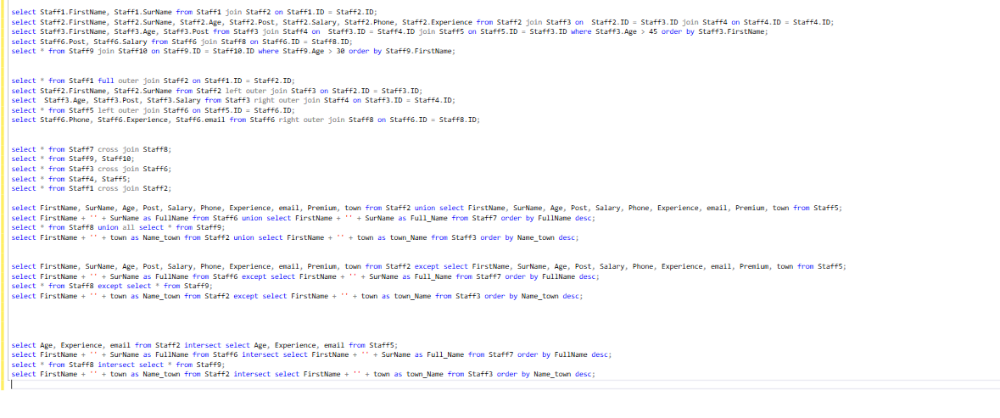 select Staff1.FirstName, Staff1.SurName from Staff1 join Staff2 on Staff1.ID = Staff2.ID;
select Staff2.FirstName, Staff2.SurName, Staff2.Age, Staff2.Post, Staff2.Salary, Staff2.Phone, Staff2.Experience from Staff2 join Staff3 on  Staff2.ID = Staff3.ID join Staff4 on Staff4.ID = Staff4.ID;
select Staff3.FirstName, Staff3.Age, Staff3.Post from Staff3 join Staff4 on  Staff3.ID = Staff4.ID join Staff5 on Staff5.ID = Staff3.ID where Staff3.Age > 45 order by Staff3.FirstName;
select Staff6.Post, Staff6.Salary from Staff6 join Staff8 on Staff6.ID = Staff8.ID;
select * from Staff9 join Staff10 on Staff9.ID = Staff10.ID where Staff9.Age > 30 order by Staff9.FirstName;
select * from Staff1 full outer join Staff2 on Staff1.ID = Staff2.ID;
select Staff2.FirstName, Staff2.SurName from Staff2 left outer join Staff3 on Staff2.ID = Staff3.ID;
select  Staff3.Age, Staff3.Post, Staff3.Salary from Staff3 right outer join Staff4 on Staff3.ID = Staff4.ID;
select * from Staff5 left outer join Staff6 on Staff5.ID = Staff6.ID;
select Staff6.Phone, Staff6.Experience, Staff6.email from Staff6 right outer join Staff8 on Staff6.ID = Staff8.ID;
select * from Staff7 cross join Staff8;
select * from Staff9, Staff10;
select * from Staff3 cross join Staff6;
select * from Staff4, Staff5;
select * from Staff1 cross join Staff2;
select FirstName, SurName, Age, Post, Salary, Phone, Experience, email, Premium, town from Staff2 union select FirstName, SurName, Age, Post, Salary, Phone, Experience, email, Premium, town from Staff5;
select FirstName + '' + SurName as FullName from Staff6 union select FirstName + '' + SurName as Full_Name from Staff7 order by FullName desc;
select * from Staff8 union all select * from Staff9;
select FirstName + '' + town as Name_town from Staff2 union select FirstName + '' + town as town_Name from Staff3 order by Name_town desc;
select FirstName, SurName, Age, Post, Salary, Phone, Experience, email, Premium, town from Staff2 except select FirstName, SurName, Age, Post, Salary, Phone, Experience, email, Premium, town from Staff5;
select FirstName + '' + SurName as FullName from Staff6 except select FirstName + '' + SurName as Full_Name from Staff7 order by FullName desc;
select * from Staff8 except select * from Staff9;
select FirstName + '' + town as Name_town from Staff2 except select FirstName + '' + town as town_Name from Staff3 order by Name_town desc;
select Age, Experience, email from Staff2 intersect select Age, Experience, email from Staff5;
select FirstName + '' + SurName as FullName from Staff6 intersect select FirstName + '' + SurName as Full_Name from Staff7 order by FullName desc;
select * from Staff8 intersect select * from Staff9;
select FirstName + '' + town as Name_town from Staff2 intersect select FirstName + '' + town as town_Name from Staff3 order by Name_town desc;